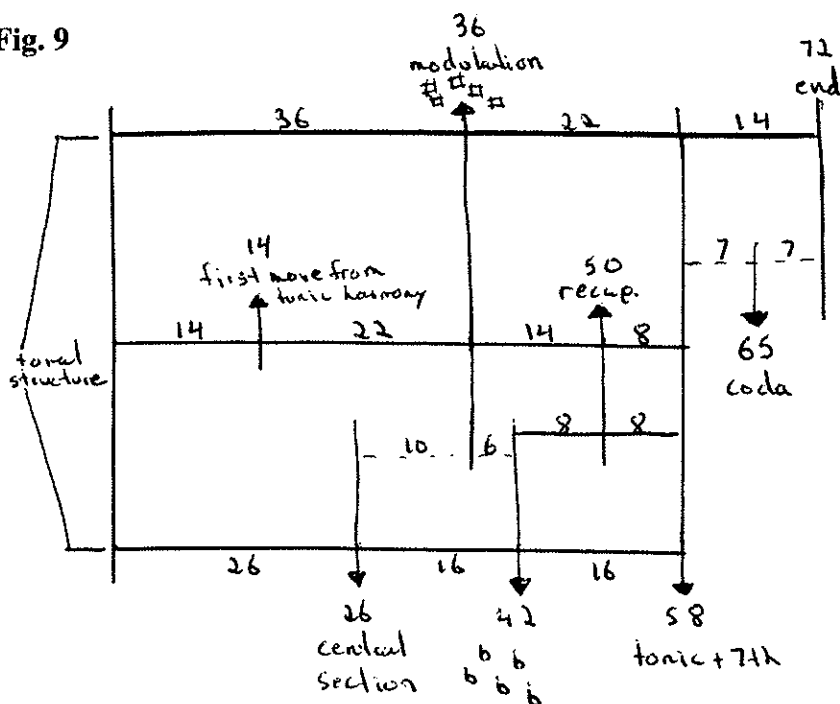 Fig. 9
36
modulation
# # # # #
72
end
36 22 14
7 7
14
first move from
tonic harmony
50
recap.
14 22 14 8
65
coda
tonal
structure
8 8
10 6
26 16 16
26
central
section
42
b b
b b b
58
tonic + 7th